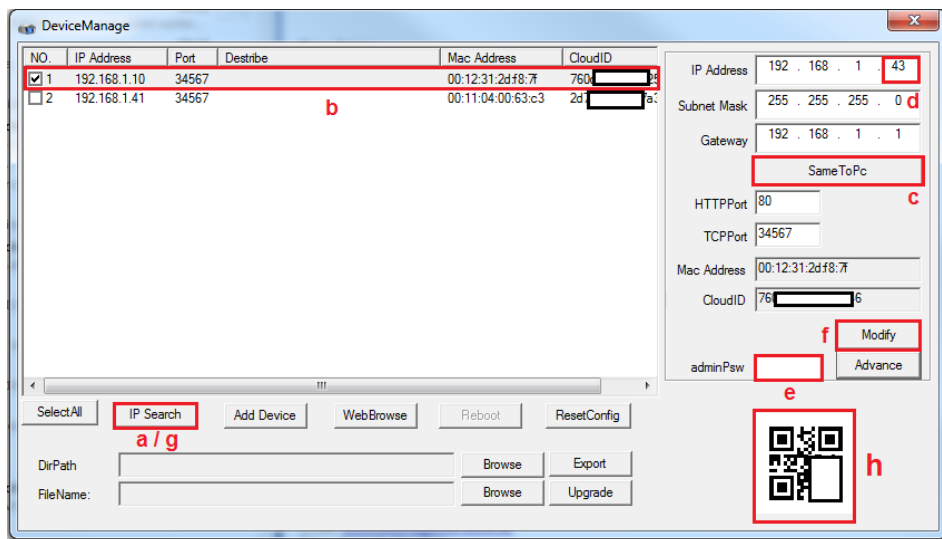 DeviceManage
NO. IP Address Port Destribe Mac Address CloudID
1 192.168.1.10 34567 00:12:31:2d:f8:7f 760
2 192.168.1.41 34567 00:11:04:00:63:c3 2d7
b
IP Address 192 . 168 . 1 . 43
Subnet Mask 255 . 255 . 255 . 0 d
Gateway 192 . 168 . 1 . 1
SameToPc
c
HTTPPort 80
TCPPort 34567
Mac Address 00:12:31:2d:f8:7f
CloudID 76 6
f Modify
adminPsw Advance
e
SelectAll IP Search Add Device WebBrowse Reboot ResetConfig
a / g
DirPath Browse Export
FileName: Browse Upgrade
h